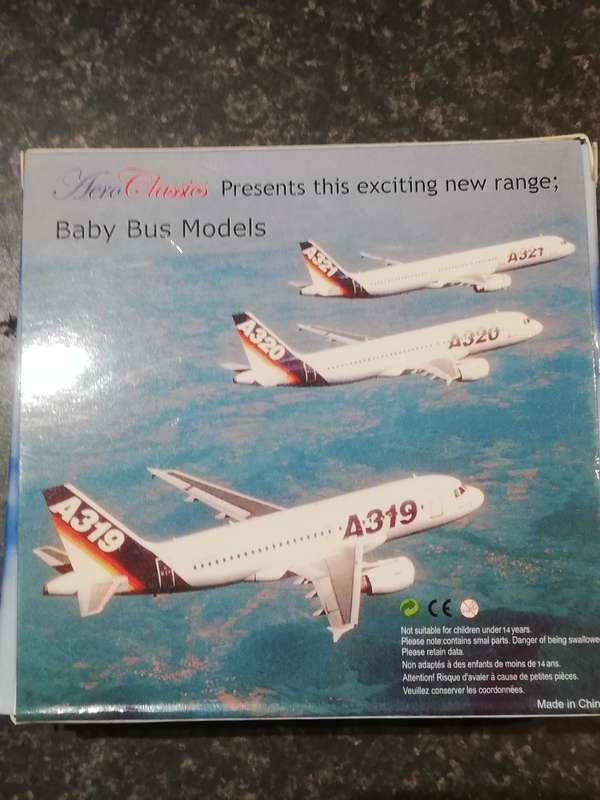 AeroClassics Presents this exciting new range;
Baby Bus Models
A321
A321
A320
A320
A319
A319
CE
Not suitable for children under 14 years.
Please note:contains smal parts. Danger of being swallowe
Please retain data.
Non adaptés à des enfants de moins de 14 ans.
Attention! Risque d'avaler à cause de petites pièces.
Veuillez conserver les coordonnées.
Made in Chin